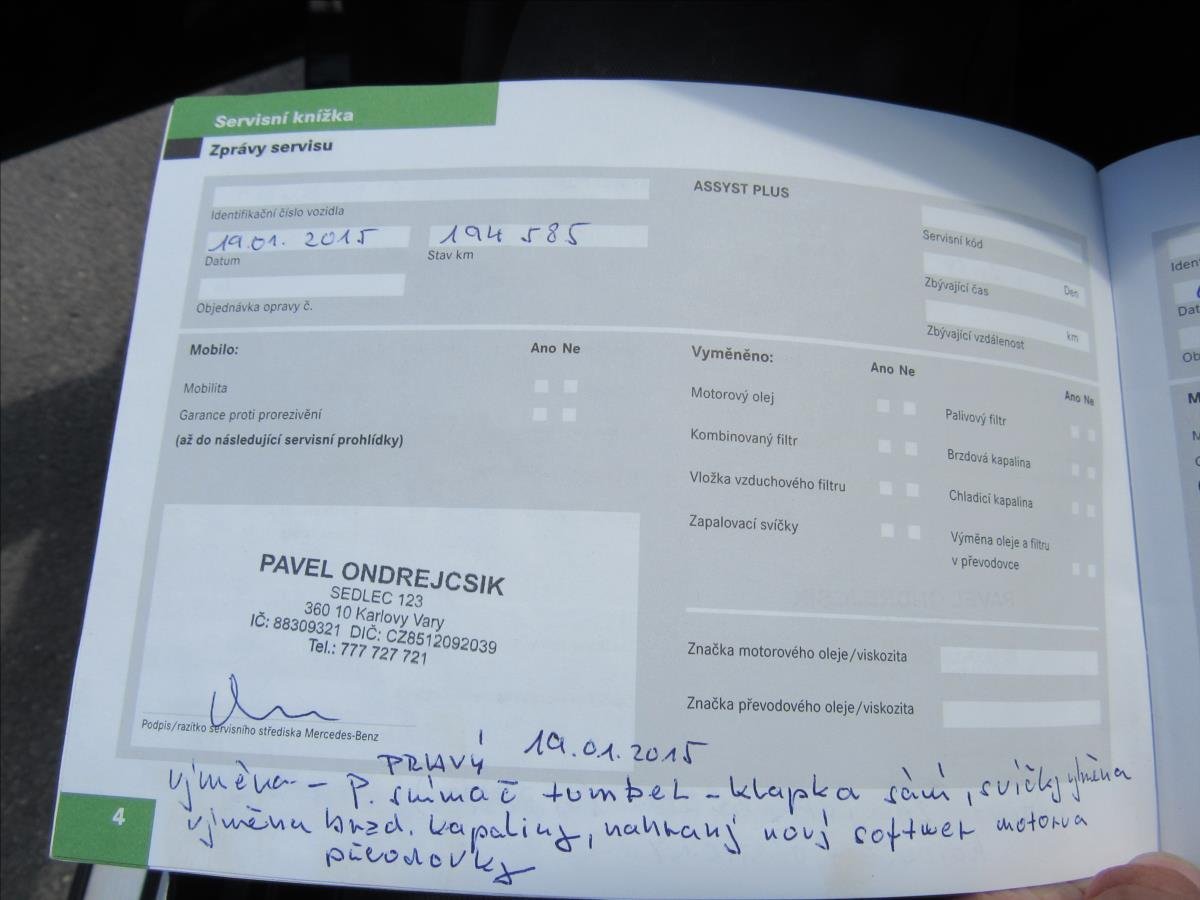 Servisní knížka
Zprávy servisu
Identifikační číslo vozidla
19.01. 2015
Datum
194 585
Stav km
Objednávka opravy č.
ASSYST PLUS
Servisní kód
Zbývající čas
Den
Zbývající vzdálenost
km
Mobilo:
Ano Ne
Mobilita
Garance proti prorezivění
(až do následující servisní prohlídky)
Vyměněno:
Ano Ne
Motorový olej
Kombinovaný filtr
Vložka vzduchového filtru
Zapalovací svíčky
Ano Ne
Palivový filtr
Brzdová kapalina
Chladicí kapalina
Výměna oleje a filtru
v převodovce
PAVEL ONDREJCSIK
SEDLEC 123
360 10 Karlovy Vary
IČ: 88309321 DIČ: CZ8512092039
Tel.: 777 727 721
Podpis/razítko servisního střediska Mercedes-Benz
Značka motorového oleje/viskozita
Značka převodového oleje/viskozita
PRAVÝ 19.01.2015
výměna - P. snímač tumbel - klapka sání, svíčky výměna
výměna brzd. kapaliny, nahraný nový softwer motor a
převodovky
4
Iden
Dat
Ob
M